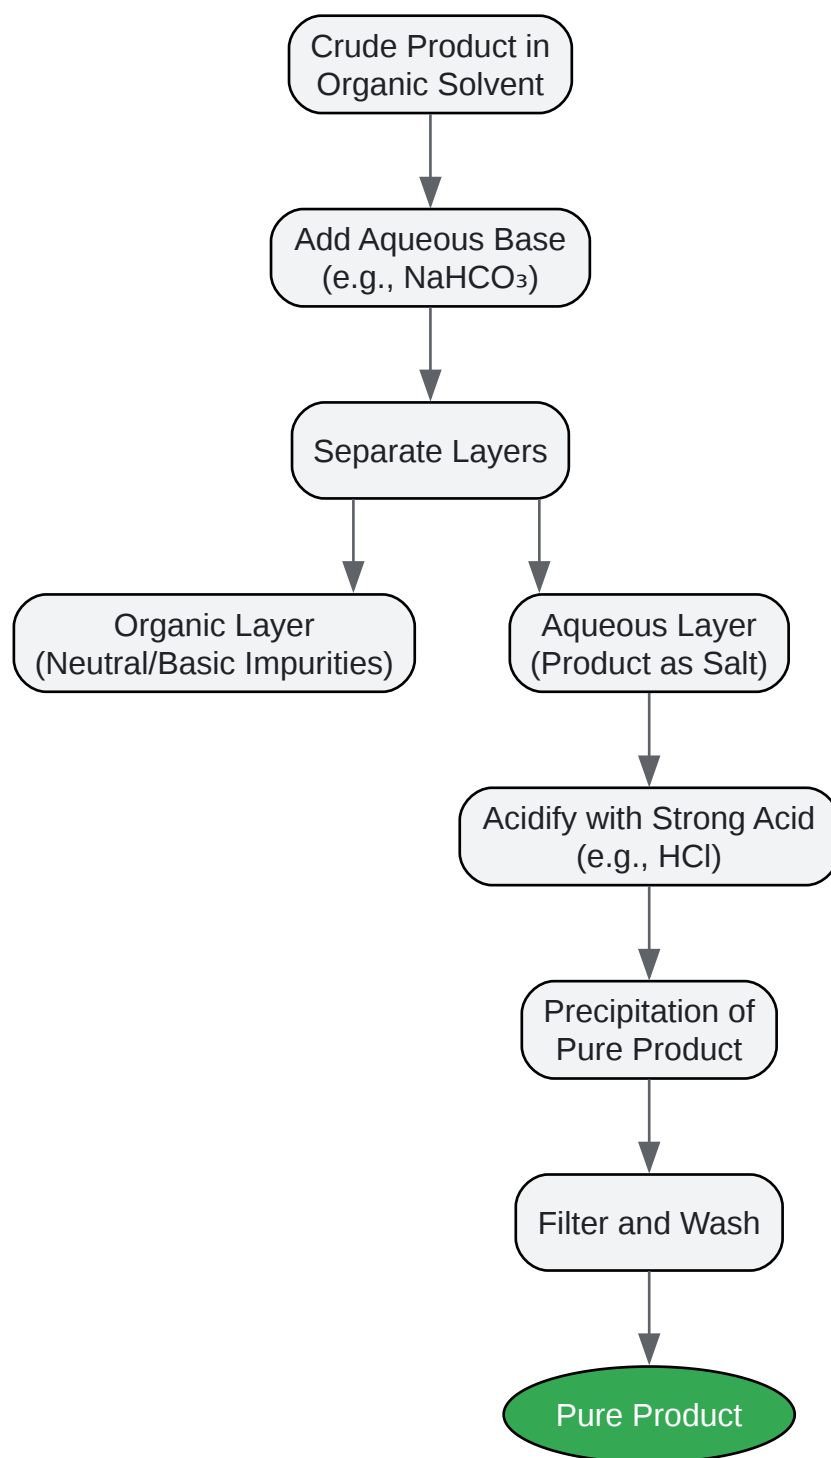 Crude Product in
Organic Solvent
Add Aqueous Base
(e.g., NaHCO₃)
Separate Layers
Organic Layer
(Neutral/Basic Impurities)
Aqueous Layer
(Product as Salt)
Acidify with Strong Acid
(e.g., HCl)
Precipitation of
Pure Product
Filter and Wash
Pure Product